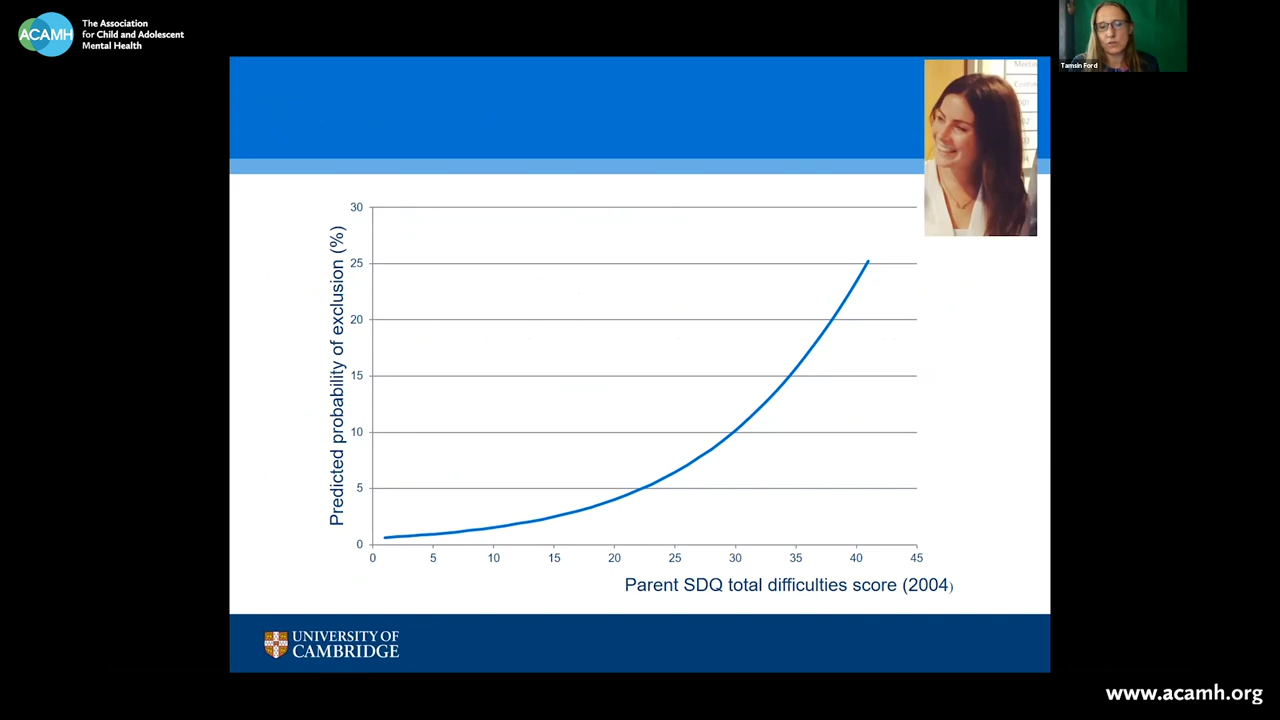 ACAMH
The Association
for Child and Adolescent
Mental Health
Tamsin Ford
30
25
20
15
10
5
0
Predicted probability of exclusion (%)
0 5 10 15 20 25 30 35 40 45
Parent SDQ total difficulties score (2004)
UNIVERSITY OF
CAMBRIDGE
www.acamh.org